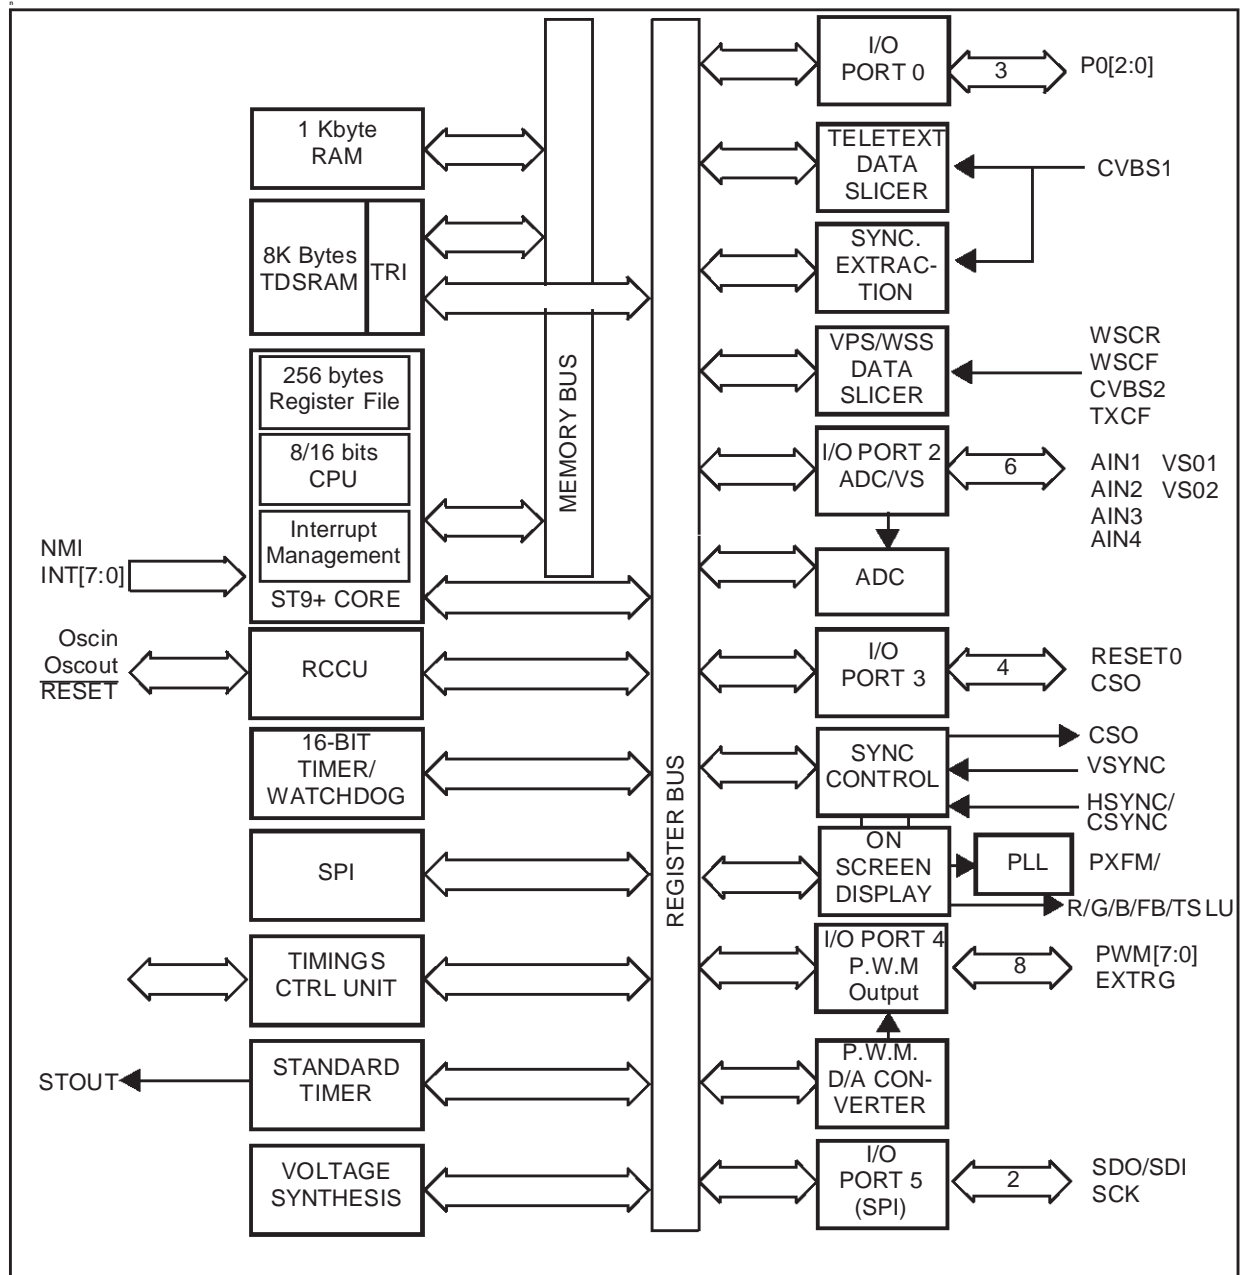 1 Kbyte
RAM
8K Bytes
TDSRAM
TRI
256 bytes
Register File
8/16 bits
CPU
Interrupt
Management
ST9+ CORE
NMI
INT[7:0]
Oscin
Oscout
RESET
RCCU
16-BIT
TIMER/
WATCHDOG
SPI
TIMINGS
CTRL UNIT
STANDARD
TIMER
STOUT
VOLTAGE
SYNTHESIS
MEMORY BUS
REGISTER BUS
I/O
PORT 0
3
P0[2:0]
TELETEXT
DATA
SLICER
CVBS1
SYNC.
EXTRAC-
TION
VPS/WSS
DATA
SLICER
WSCR
WSCF
CVBS2
TXCF
I/O PORT 2
ADC/VS
6
AIN1 VS01
AIN2 VS02
AIN3
AIN4
ADC
I/O
PORT 3
4
RESET0
CSO
SYNC
CONTROL
CSO
VSYNC
HSYNC/
CSYNC
ON
SCREEN
DISPLAY
PLL
PXFM/
R/G/B/FB/TSLU
I/O PORT 4
P.W.M
Output
8
PWM[7:0]
EXTRG
P.W.M.
D/A CON-
VERTER
I/O
PORT 5
(SPI)
2
SDO/SDI
SCK